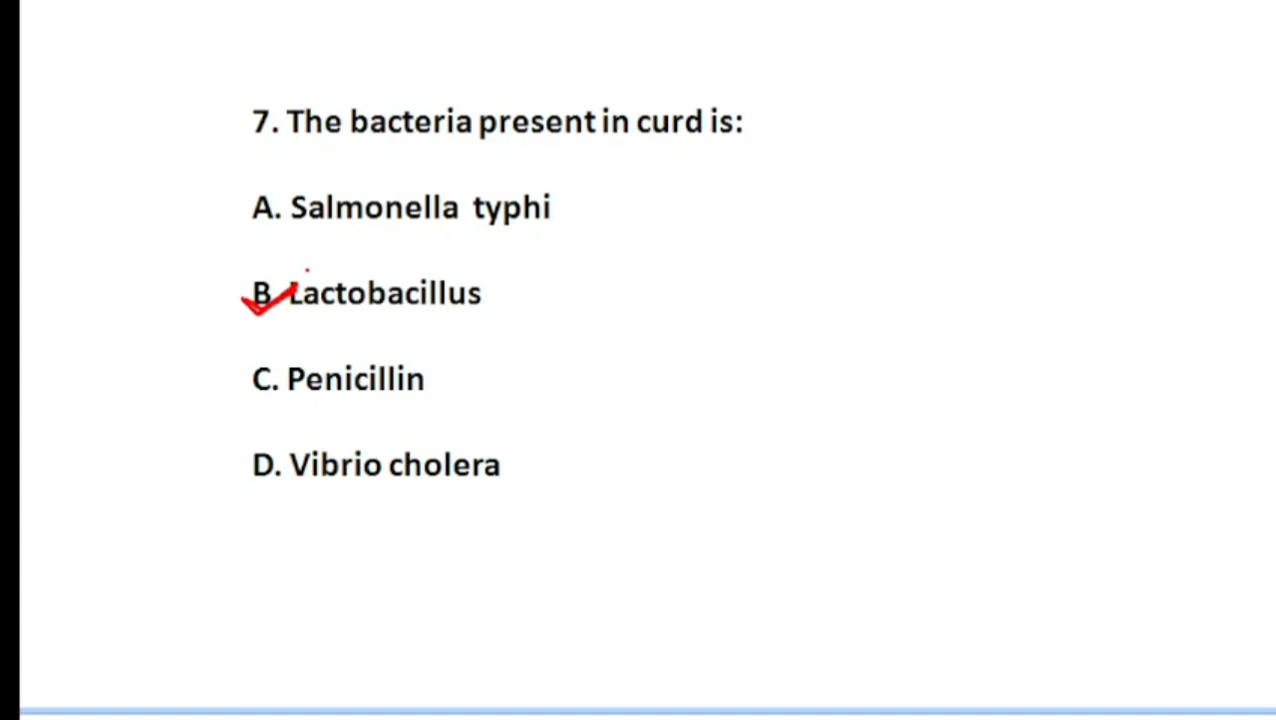 7. The bacteria present in curd is:
A. Salmonella typhi
B. Lactobacillus
C. Penicillin
D. Vibrio cholera